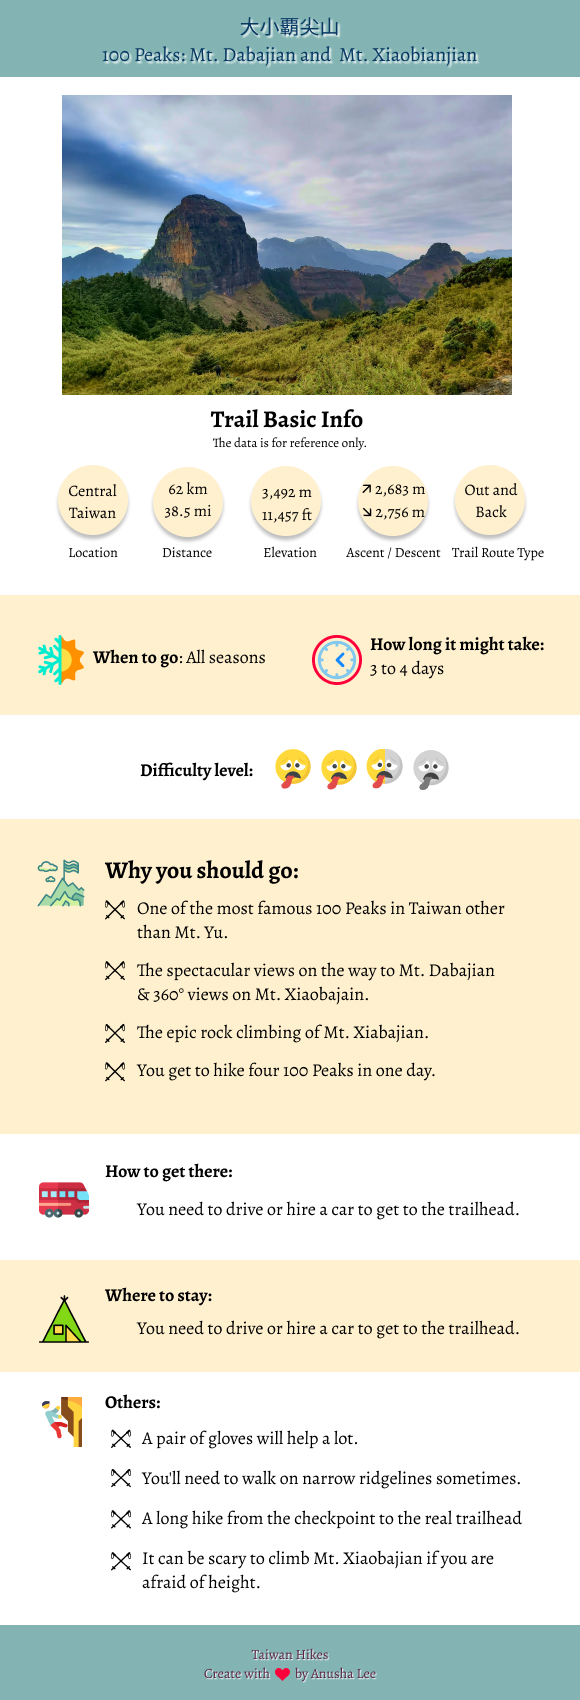 大小霸尖山
100 Peaks: Mt. Dabajian and Mt. Xiaobianjian
Trail Basic Info
The data is for reference only.
Central
Taiwan
Location
62 km
38.5 mi
Distance
3,492 m
11,457 ft
Elevation
↗ 2,683 m
↘ 2,756 m
Ascent / Descent
Out and
Back
Trail Route Type
When to go: All seasons
How long it might take:
3 to 4 days
Difficulty level:
Why you should go:
One of the most famous 100 Peaks in Taiwan other
than Mt. Yu.
The spectacular views on the way to Mt. Dabajian
& 360° views on Mt. Xiaobajain.
The epic rock climbing of Mt. Xiabajian.
You get to hike four 100 Peaks in one day.
How to get there:
You need to drive or hire a car to get to the trailhead.
Where to stay:
You need to drive or hire a car to get to the trailhead.
Others:
A pair of gloves will help a lot.
You'll need to walk on narrow ridgelines sometimes.
A long hike from the checkpoint to the real trailhead
It can be scary to climb Mt. Xiaobajian if you are
afraid of height.
Taiwan Hikes
Create with ❤ by Anusha Lee